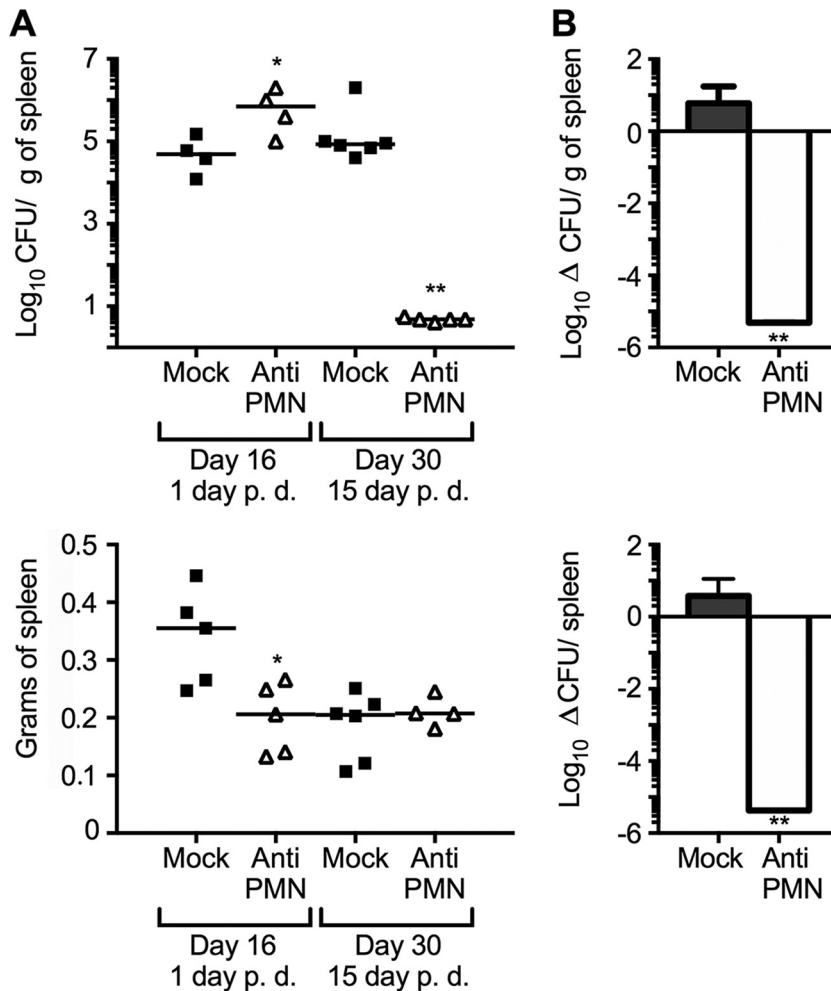 A
Log10 CFU/ g of spleen
7
5
3
1
*
**
Mock
Anti
PMN
Mock
Anti
PMN
Day 16
1 day p. d.
Day 30
15 day p. d.
B
Log10 Δ CFU/ g of spleen
2
0
-2
-4
-6
**
Mock
Anti
PMN
Grams of spleen
0.5
0.4
0.3
0.2
0.1
0
*
Mock
Anti
PMN
Mock
Anti
PMN
Day 16
1 day p. d.
Day 30
15 day p. d.
Log10 ΔCFU/ spleen
2
0
-2
-4
-6
**
Mock
Anti
PMN